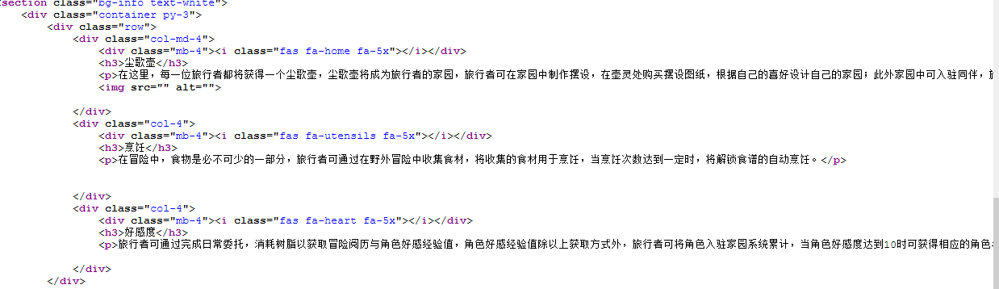 section class="bg-info text-white">
<div class="container py-3">
<div class="row">
<div class="col-md-4">
<div class="mb-4"><i class="fas fa-home fa-5x"></i></div>
<h3>尘歌壶</h3>
<p>在这里，每一位旅行者都将获得一个尘歌壶，尘歌壶将成为旅行者的家园，旅行者可在家园中制作摆设，在壶灵处购买摆设图纸，根据自己的喜好设计自己的家园；此外家园中可入驻同伴，
<img src="" alt="">
</div>
<div class="col-4">
<div class="mb-4"><i class="fas fa-utensils fa-5x"></i></div>
<h3>烹饪</h3>
<p>在冒险中，食物是必不可少的一部分，旅行者可通过在野外冒险中收集食材，将收集的食材用于烹饪，当烹饪次数达到一定时，将解锁食谱的自动烹饪。</p>
</div>
<div class="col-4">
<div class="mb-4"><i class="fas fa-heart fa-5x"></i></div>
<h3>好感度</h3>
<p>旅行者可通过完成日常委托，消耗树脂以获取冒险阅历与角色好感经验值，角色好感经验值除以上获取方式外，旅行者可将角色入驻家园系统累计，当角色好感度达到10时可获得相应的角色
</div>
</div>